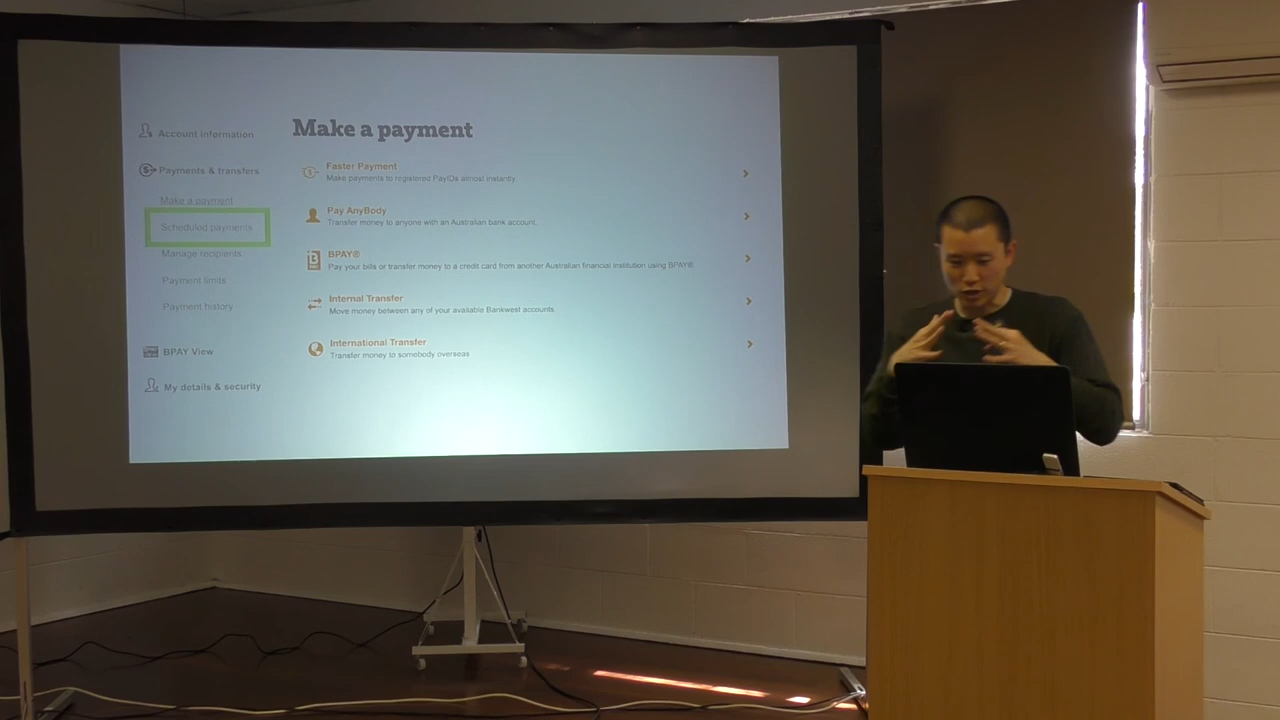 Account information
Payments & transfers
Make a payment
Scheduled payments
Manage recipients
Payment limits
Payment history
BPAY View
My details & security
Make a payment
Faster Payment
Make payments to registered PayIDs almost instantly.
Pay AnyBody
Transfer money to anyone with an Australian bank account.
BPAY®
Pay your bills or transfer money to a credit card from another Australian financial institution using BPAY®
Internal Transfer
Move money between any of your available Bankwest accounts.
International Transfer
Transfer money to somebody overseas